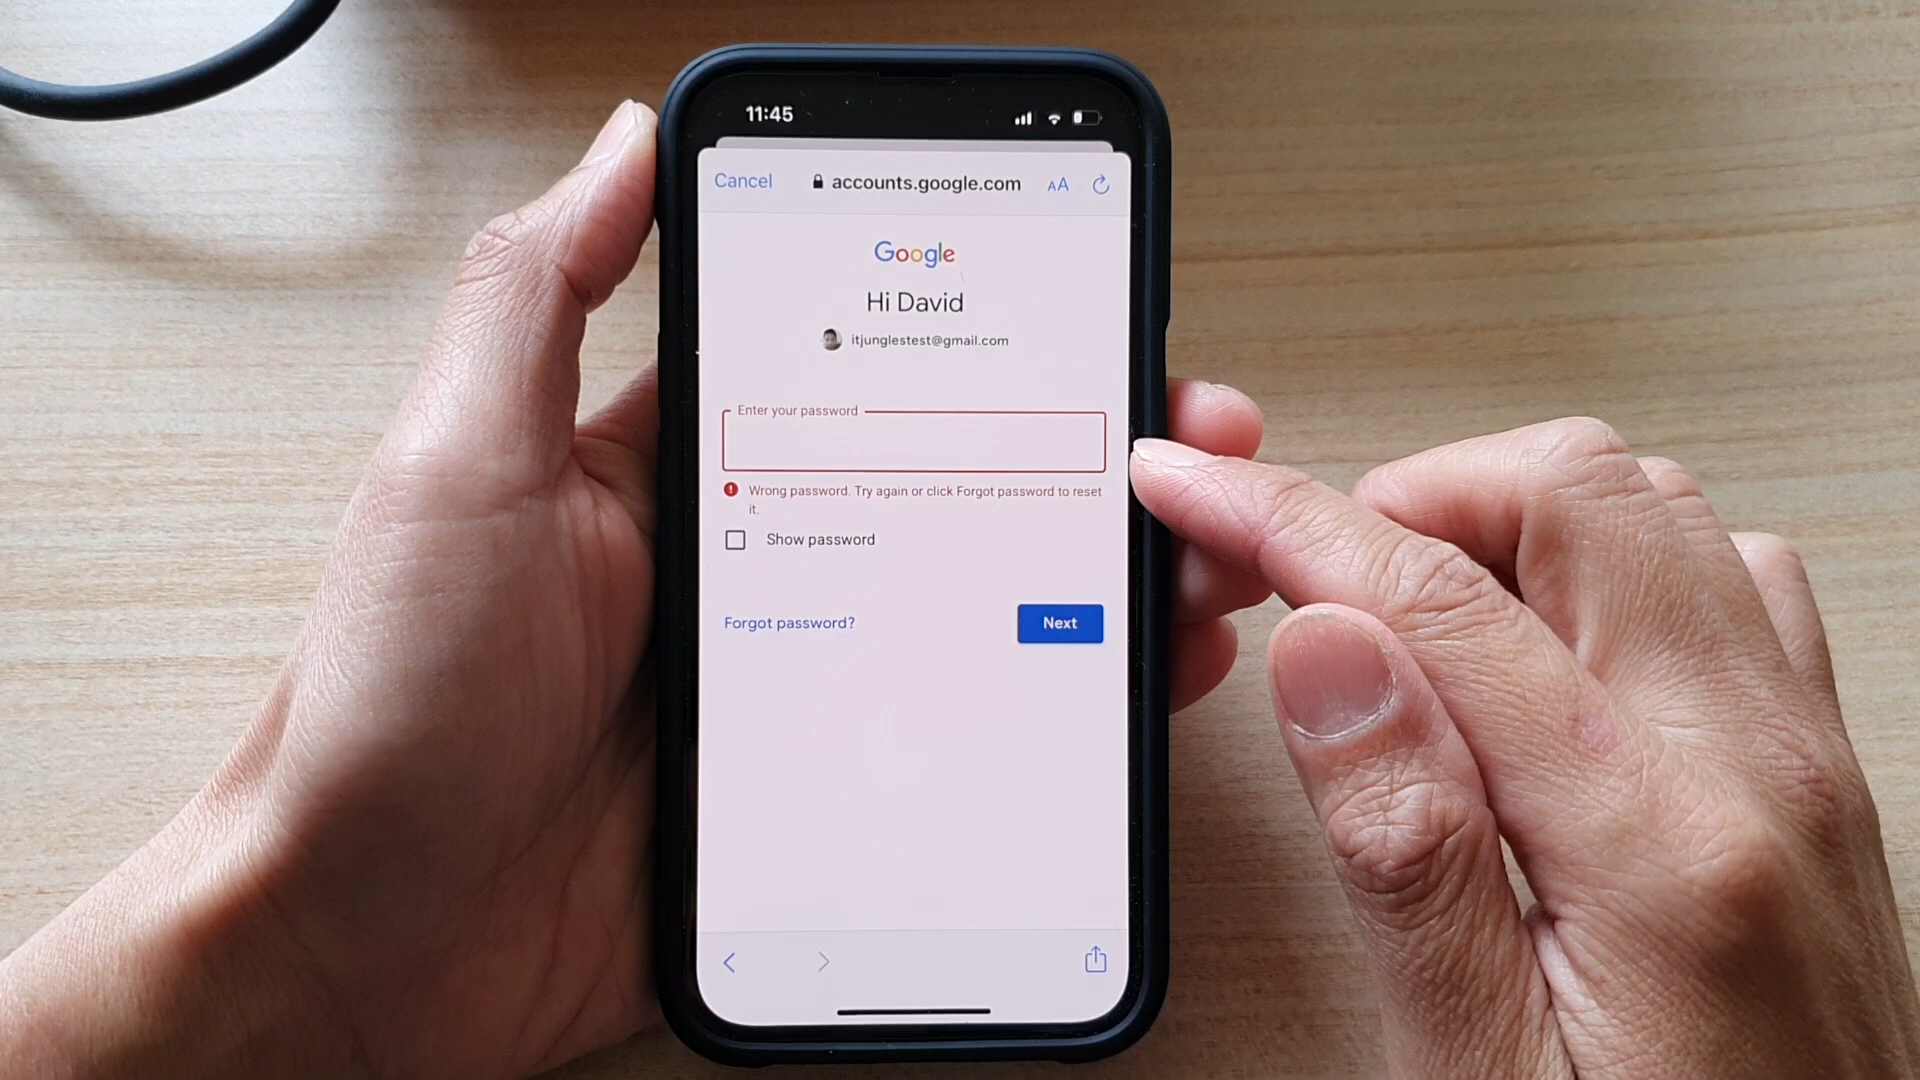 11:45
Cancel
accounts.google.com
AA
Google
Hi David
itjunglestest@gmail.com
Enter your password
Wrong password. Try again or click Forgot password to reset
it.
Show password
Forgot password?
Next